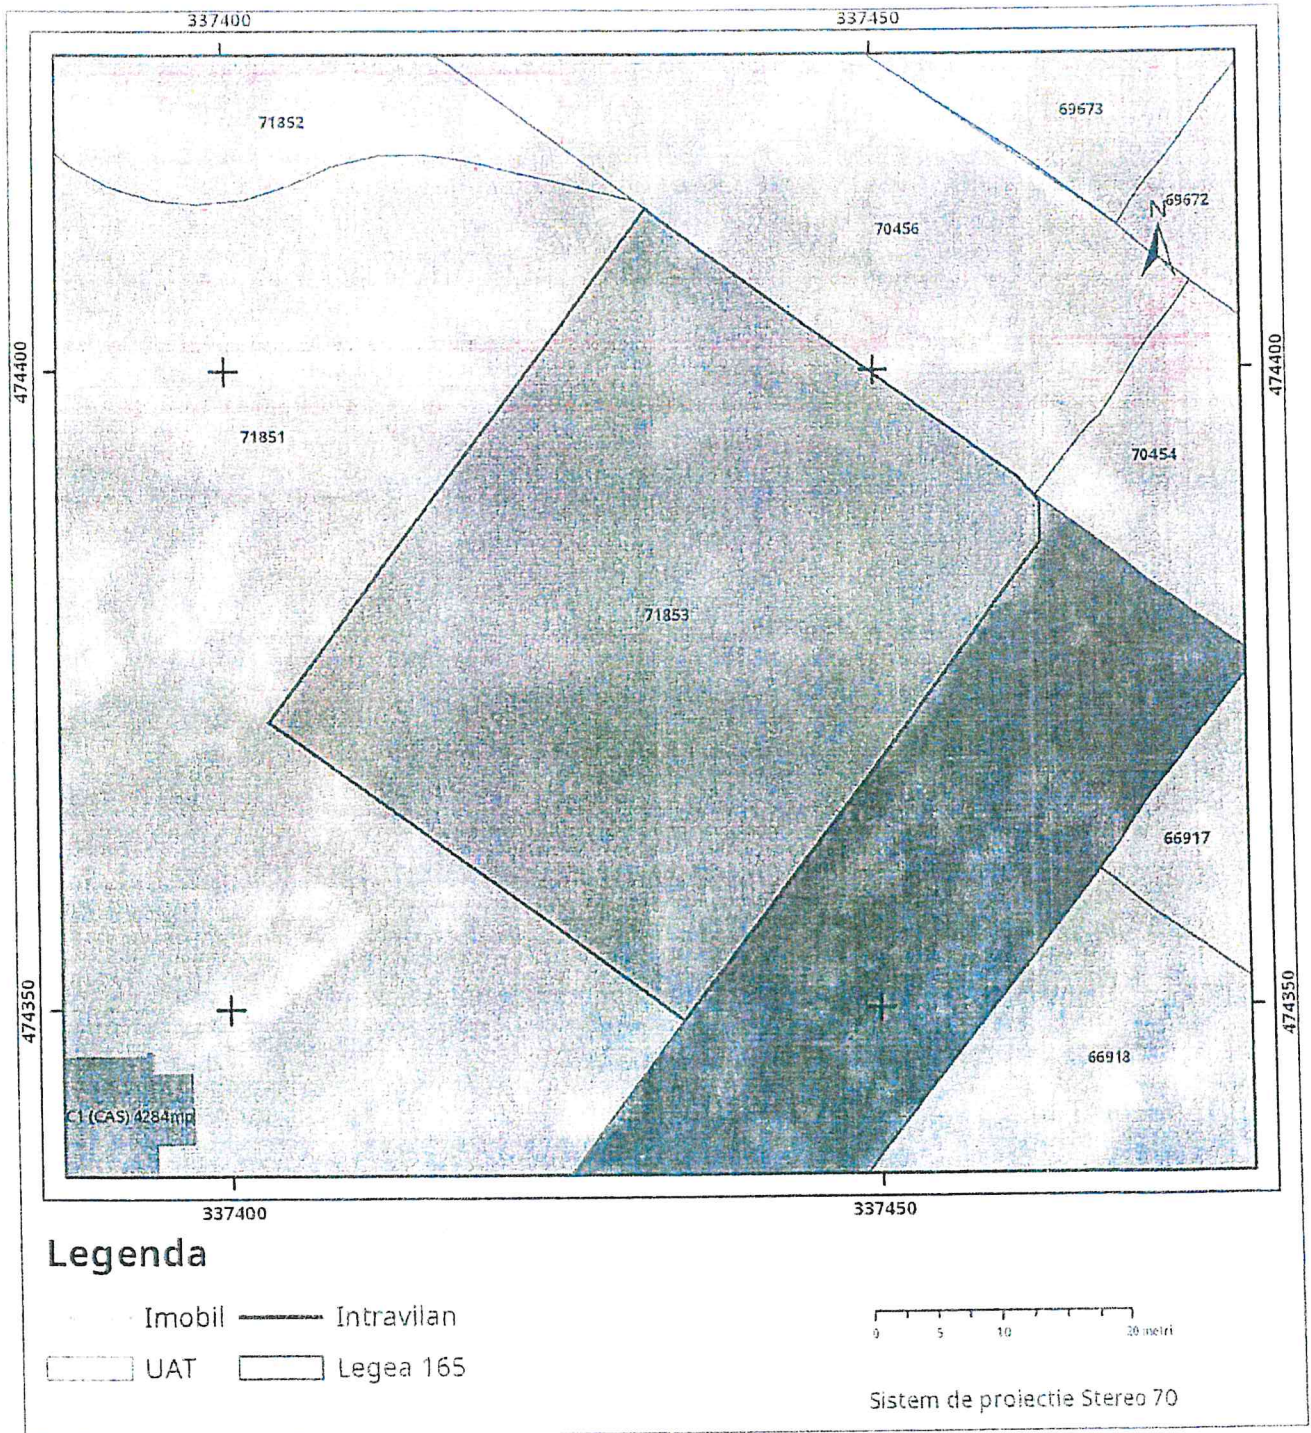 337400 337450
71852
69673
69672
N
70456
474400 474400
71851
70454
71853
66917
474350 474350
66918
C1 (CAS) 4284mp
337400 337450
Legenda
Imobil Intravilan
UAT Legea 165
0 5 10 20 metri
Sistem de proiectie Stereo 70